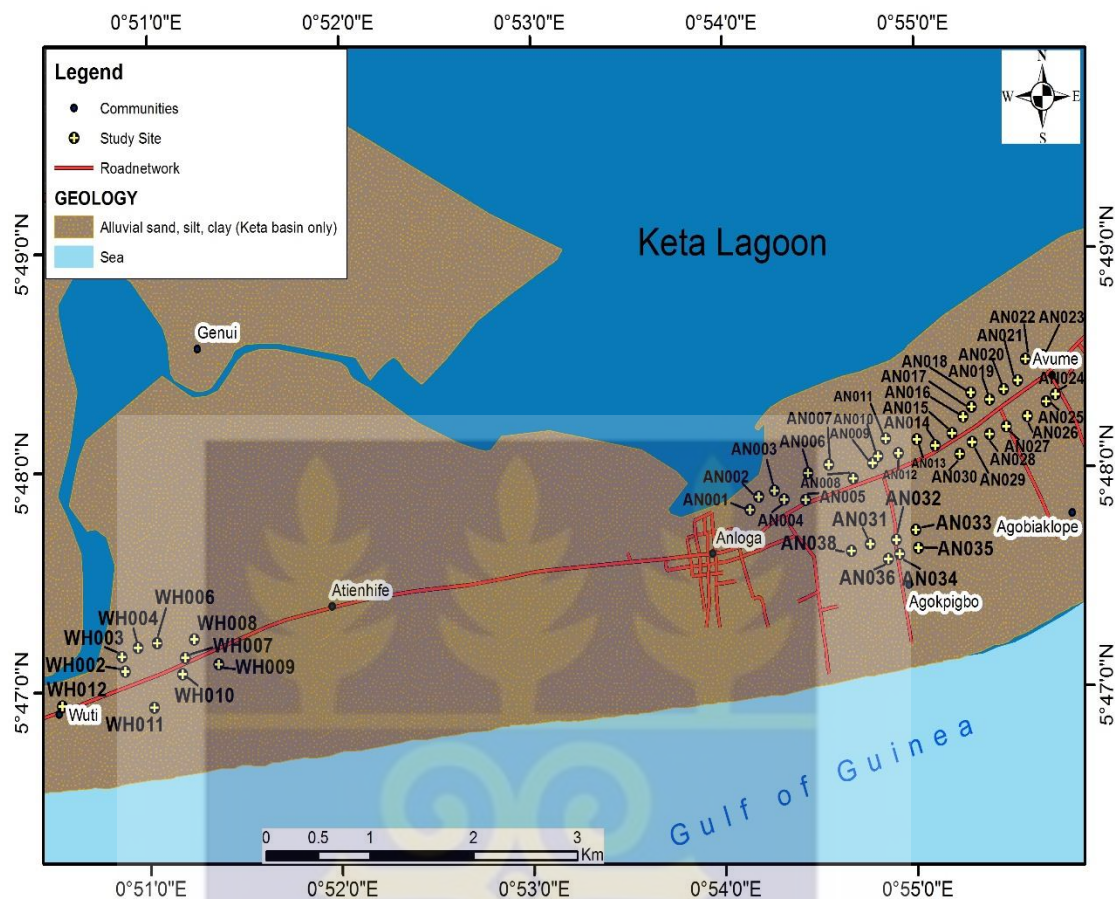 0°51'0"E 0°52'0"E 0°53'0"E 0°54'0"E 0°55'0"E
Legend
Communities
Study Site
Roadnetwork
GEOLOGY
Alluvial sand, silt, clay (Keta basin only)
Sea
N
W E
S
5°49'0"N
5°48'0"N
5°47'0"N
5°49'0"N
5°48'0"N
5°47'0"N
Keta Lagoon
Genui
AN022 AN023
AN021
AN020
Avume
AN018
AN019
AN024
AN017
AN016
AN011
AN015
AN025
AN007
AN010
AN014
AN026
AN006
AN009
AN027
AN003
AN013
AN028
AN002
AN008
AN012
AN030
AN029
AN001
AN005
AN032
AN004
AN031
AN033
Agobiaklope
Anloga
AN038
AN035
AN036
AN034
Agokpigbo
Atienhife
WH006
WH004
WH008
WH003
WH007
WH002
WH009
WH012
WH010
Wuti
WH011
Gulf of Guinea
0 0.5 1 2 3
Km
0°51'0"E 0°52'0"E 0°53'0"E 0°54'0"E 0°55'0"E